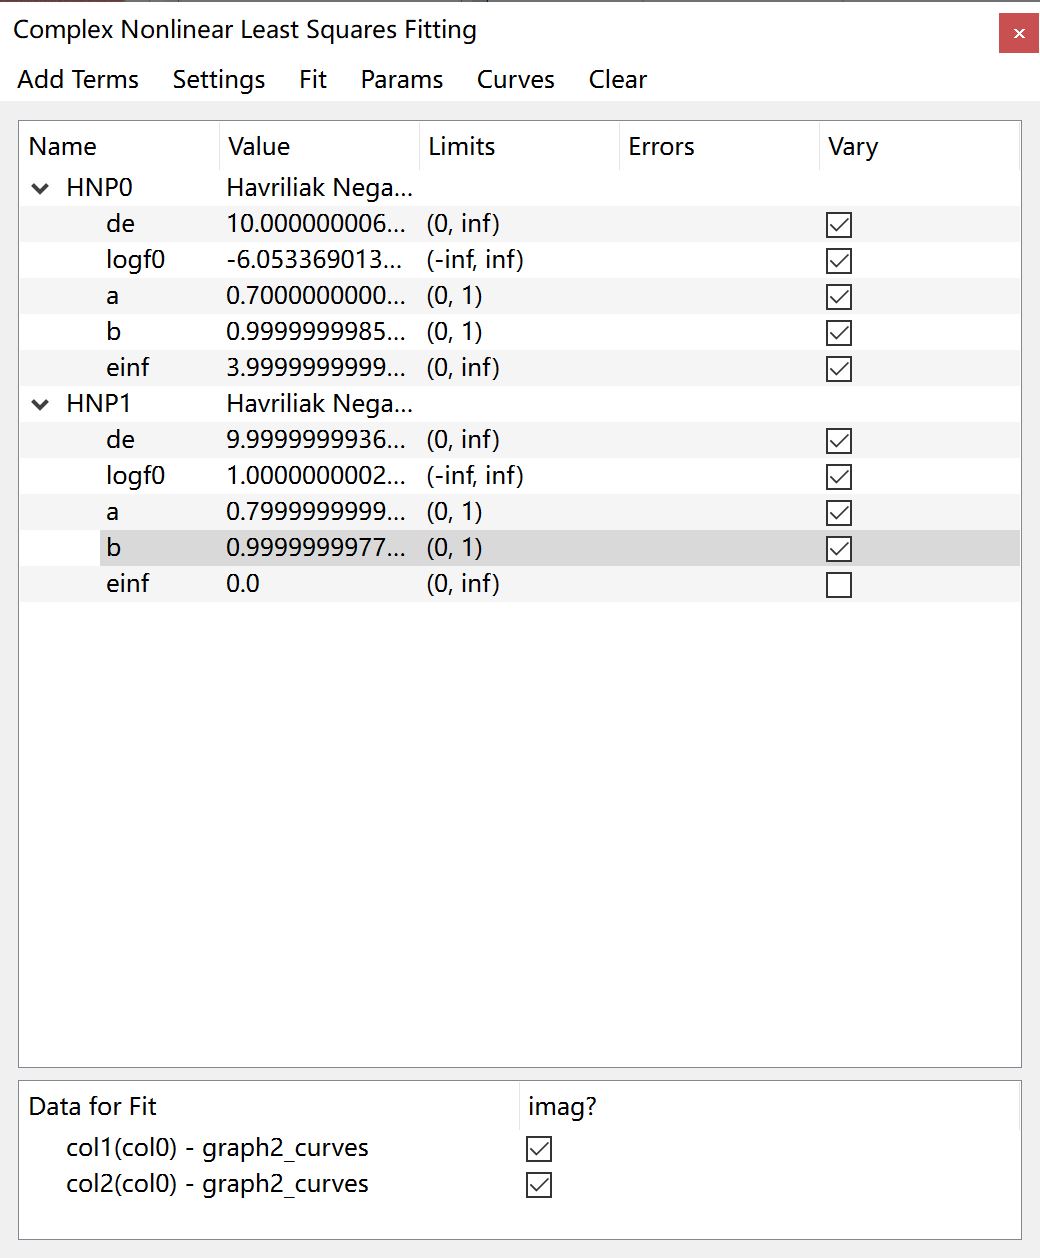 Complex Nonlinear Least Squares Fitting
Add Terms Settings Fit Params Curves Clear
Name Value Limits Errors Vary
HNP0 Havriliak Nega...
de 10.000000006... (0, inf)
logf0 -6.053369013... (-inf, inf)
a 0.7000000000... (0, 1)
b 0.9999999985... (0, 1)
einf 3.9999999999... (0, inf)
HNP1 Havriliak Nega...
de 9.9999999936... (0, inf)
logf0 1.0000000002... (-inf, inf)
a 0.7999999999... (0, 1)
b 0.9999999977... (0, 1)
einf 0.0 (0, inf)
Data for Fit imag?
col1(col0) - graph2_curves
col2(col0) - graph2_curves